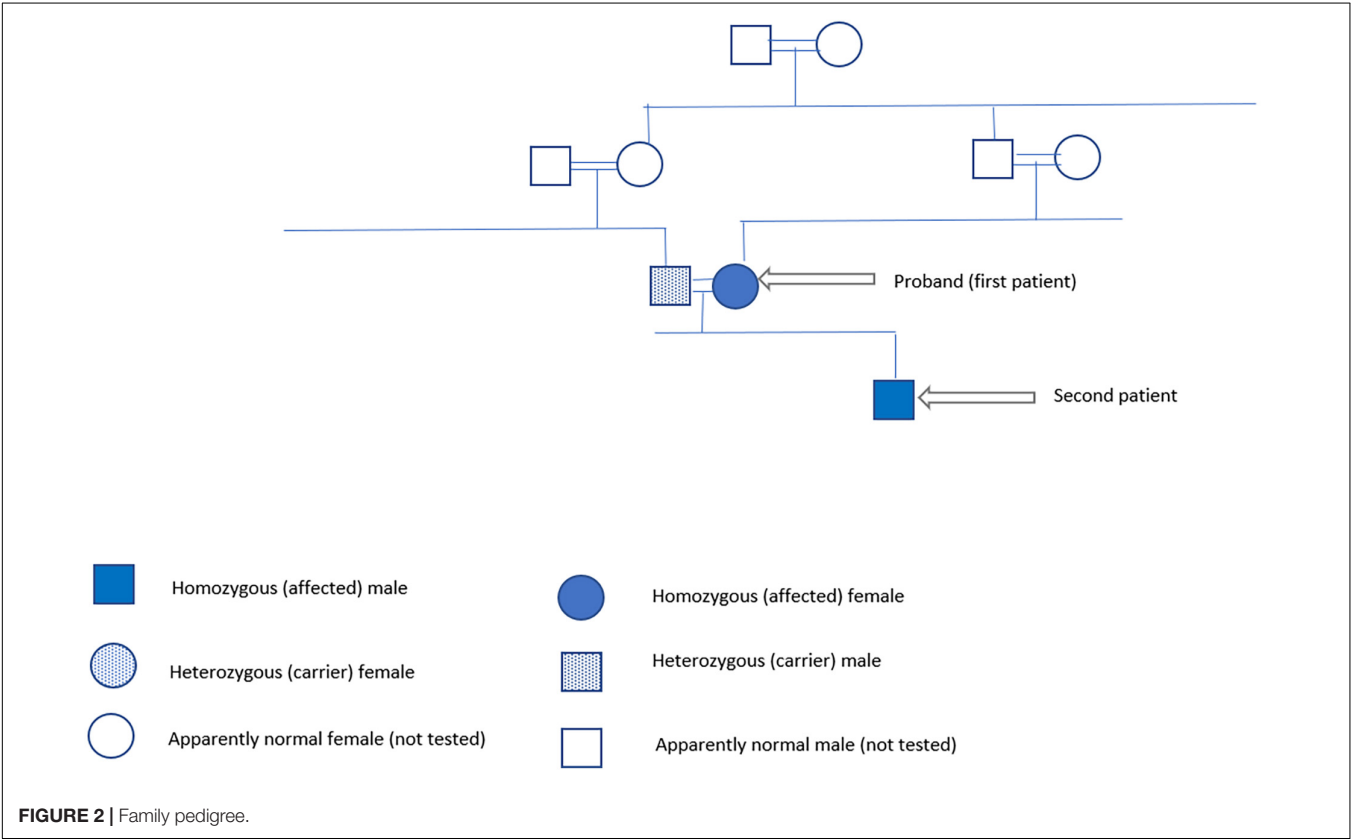 Proband (first patient)
Second patient
Homozygous (affected) male
Homozygous (affected) female
Heterozygous (carrier) female
Heterozygous (carrier) male
Apparently normal female (not tested)
Apparently normal male (not tested)
FIGURE 2 | Family pedigree.